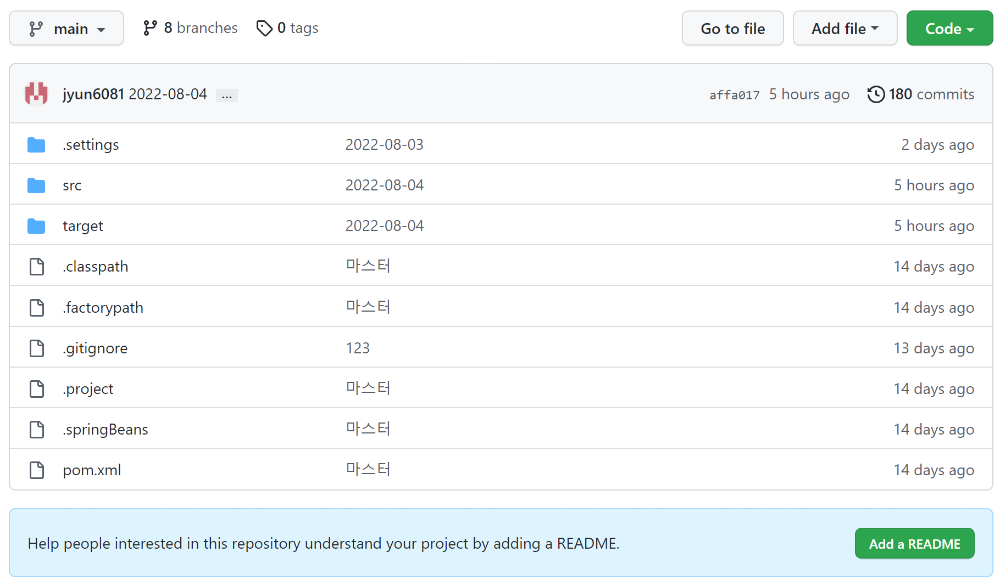 main 8 branches 0 tags Go to file Add file Code
jyun6081 2022-08-04 ... affa017 5 hours ago 180 commits
.settings 2022-08-03 2 days ago
src 2022-08-04 5 hours ago
target 2022-08-04 5 hours ago
.classpath 마스터 14 days ago
.factorypath 마스터 14 days ago
.gitignore 123 13 days ago
.project 마스터 14 days ago
.springBeans 마스터 14 days ago
pom.xml 마스터 14 days ago
Help people interested in this repository understand your project by adding a README. Add a README